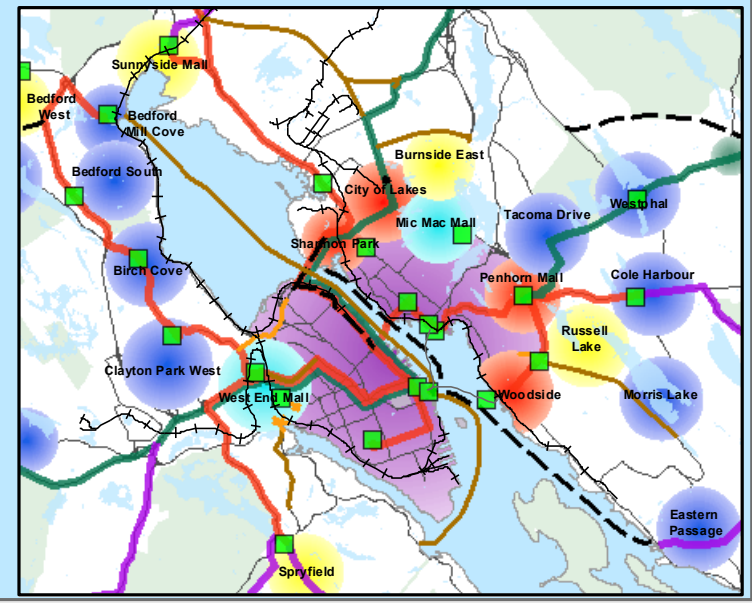 Sunnyside Mall
Bedford
West
Bedford
Mill Cove
Burnside East
Bedford South
City of Lakes
Westphal
Tacoma Drive
Mic Mac Mall
Shannon Park
Birch Cove
Penhorn Mall
Cole Harbour
Russell
Lake
Clayton Park West
West End Mall
Woodside
Morris Lake
Eastern
Passage
Spryfield